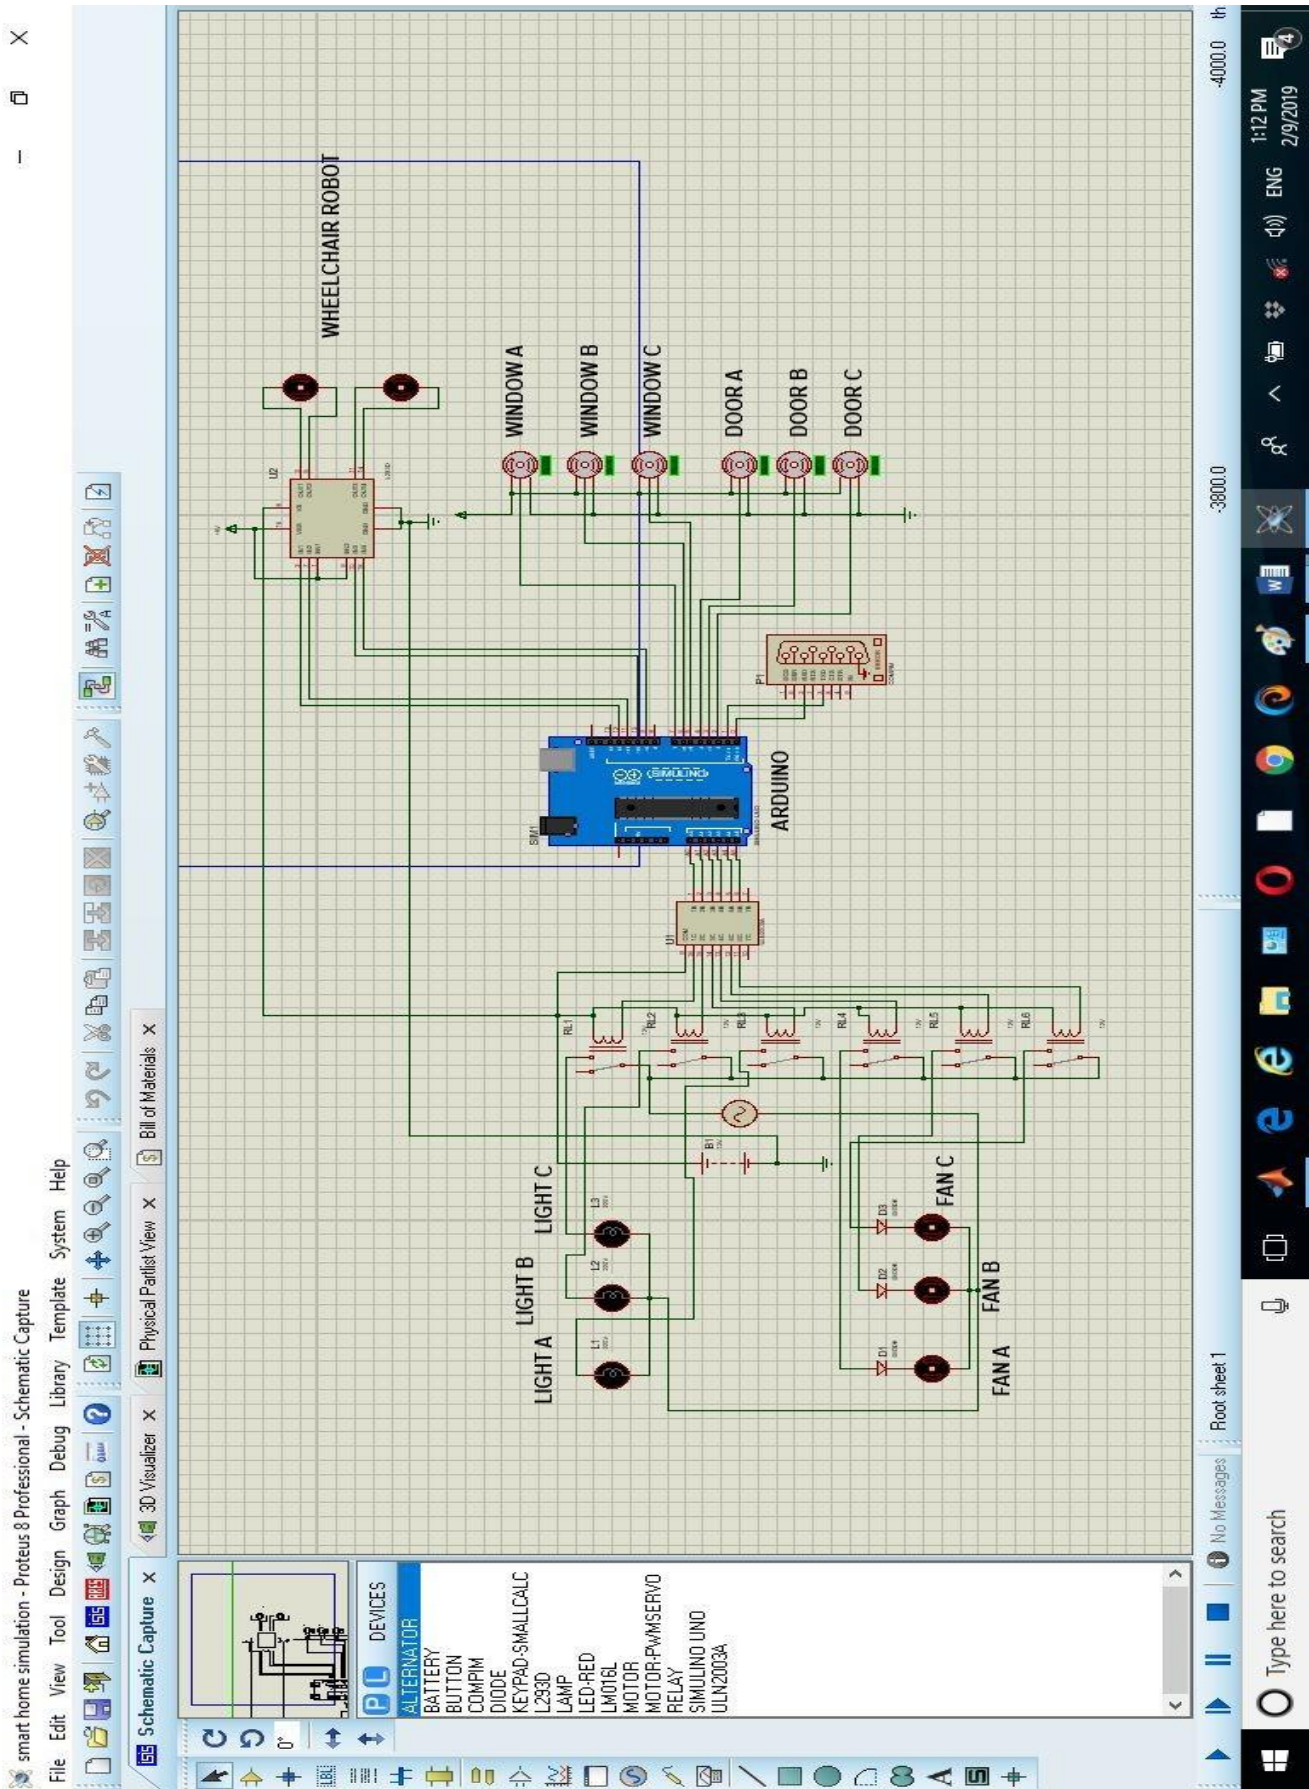 smart home simulation - Proteus 8 Professional - Schematic Capture
File Edit View Tool Design Graph Debug Library Template System Help
Schematic Capture
3D Visualizer
Physical Partlist View
Bill of Materials
0°
P L DEVICES
ALTERNATOR
BATTERY
BUTTON
COMPIM
DIODE
KEYPAD-SMALLCALC
L293D
LAMP
LED-RED
LM016L
MOTOR
MOTOR-PWMSERVO
RELAY
SIMULINO UNO
ULN2003A
WHEELCHAIR ROBOT
U2
LIGHT A
LIGHT B
LIGHT C
L1
L2
L3
RL1
RL2
RL3
RL4
RL5
RL6
B1
U1
SIM1
ARDUINO
P1
WINDOW A
WINDOW B
WINDOW C
DOOR A
DOOR B
DOOR C
D1
D2
D3
FAN A
FAN B
FAN C
No Messages
Root sheet 1
-3800.0
-4000.0
th
Type here to search
ENG
1:12 PM
2/9/2019
4